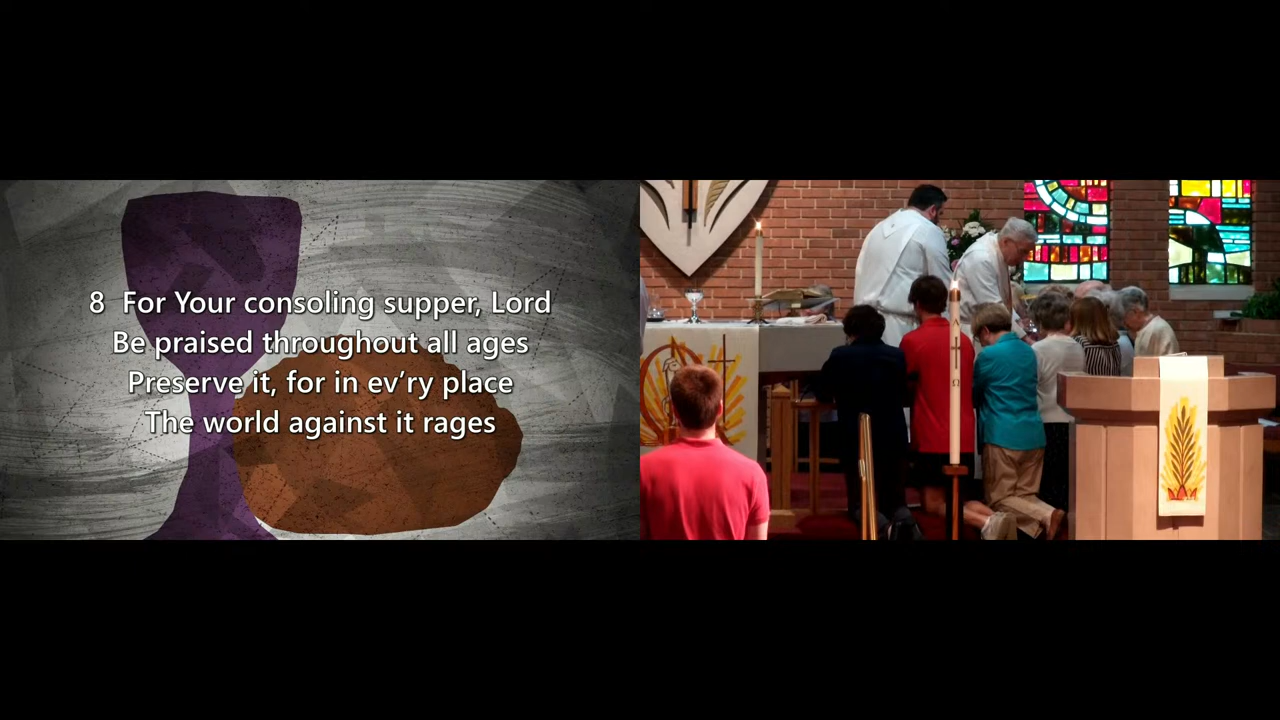 8 For Your consoling supper, Lord
Be praised throughout all ages
Preserve it, for in ev’ry place
The world against it rages
Α
Ω